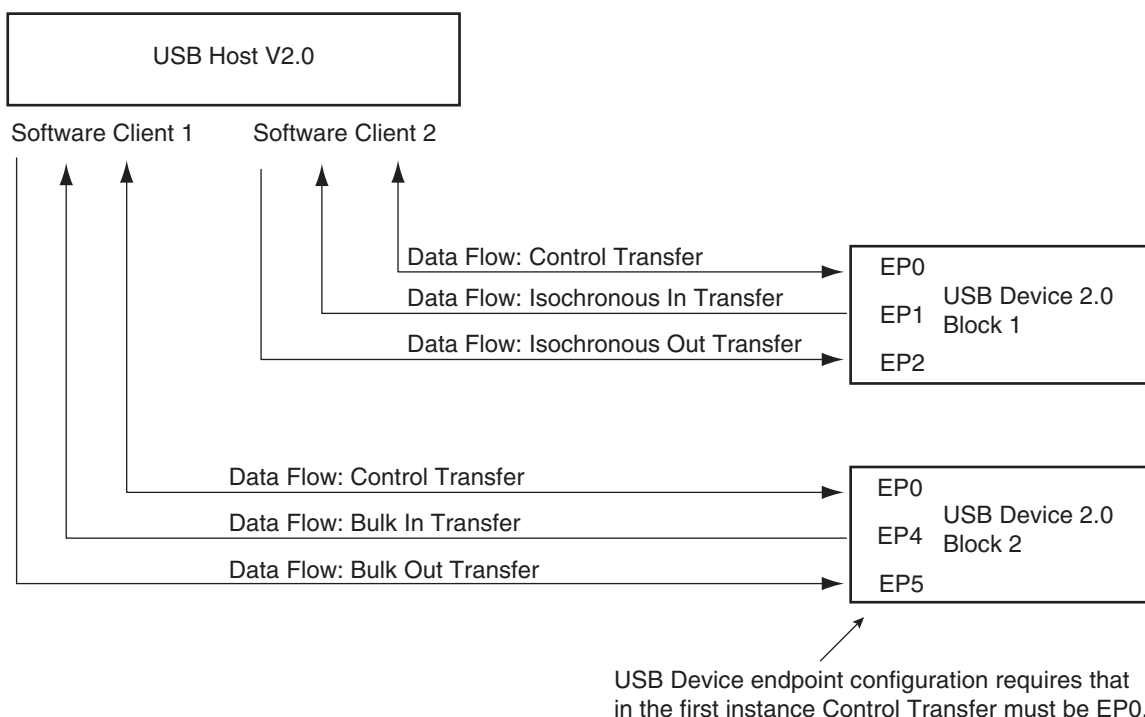 USB Host V2.0
Software Client 1
Software Client 2
Data Flow: Control Transfer
Data Flow: Isochronous In Transfer
Data Flow: Isochronous Out Transfer
EP0
EP1
EP2
USB Device 2.0
Block 1
Data Flow: Control Transfer
Data Flow: Bulk In Transfer
Data Flow: Bulk Out Transfer
EP0
EP4
EP5
USB Device 2.0
Block 2
USB Device endpoint configuration requires that
in the first instance Control Transfer must be EP0.